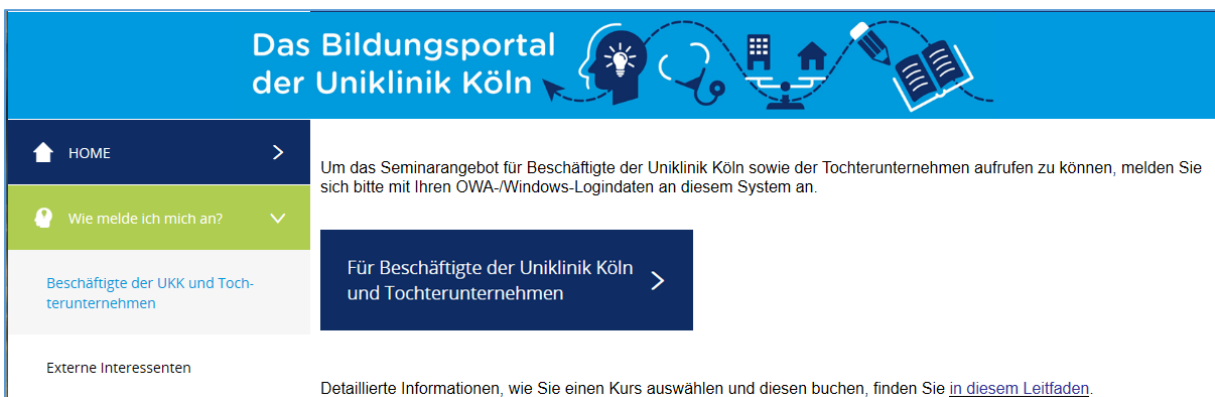 Das Bildungsportal
der Uniklinik Köln
HOME
Wie melde ich mich an?
Beschäftigte der UKK und Toch-
terunternehmen
Externe Interessenten
Um das Seminarangebot für Beschäftigte der Uniklinik Köln sowie der Tochterunternehmen aufrufen zu können, melden Sie
sich bitte mit Ihren OWA-/Windows-Logindaten an diesem System an.
Für Beschäftigte der Uniklinik Köln
und Tochterunternehmen
Detaillierte Informationen, wie Sie einen Kurs auswählen und diesen buchen, finden Sie in diesem Leitfaden.